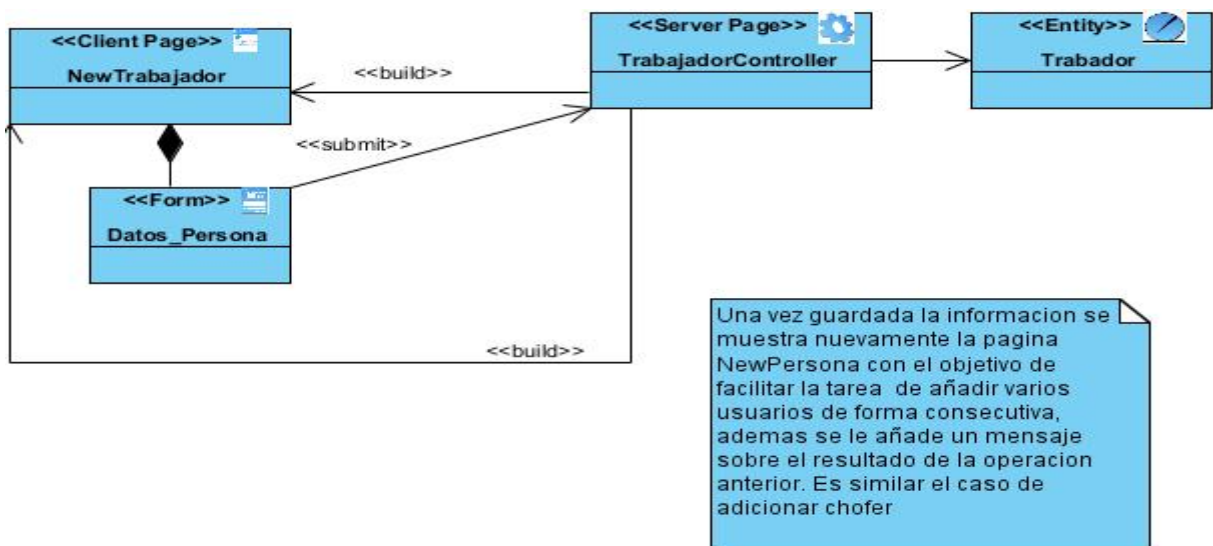 <<Client Page>>
NewTrabajador
<<build>>
<<Server Page>>
TrabajadorController
<<Entity>>
Trabador
<<submit>>
<<Form>>
Datos_Persona
<<build>>
Una vez guardada la informacion se
muestra nuevamente la pagina
NewPersona con el objetivo de
facilitar la tarea de añadir varios
usuarios de forma consecutiva,
ademas se le añade un mensaje
sobre el resultado de la operacion
anterior. Es similar el caso de
adicionar chofer